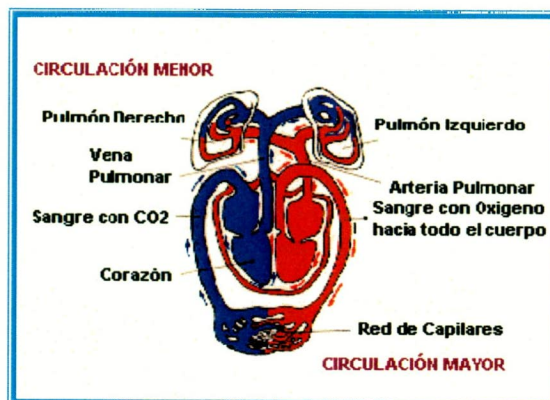 CIRCULACIÓN MENOR
Pulmón Derecho
Pulmón Izquierdo
Vena
Pulmonar
Arteria Pulmonar
Sangre con CO2
Sangre con Oxigeno
hacia todo el cuerpo
Corazòn
Red de Capilares
CIRCULACIÓN MAYOR